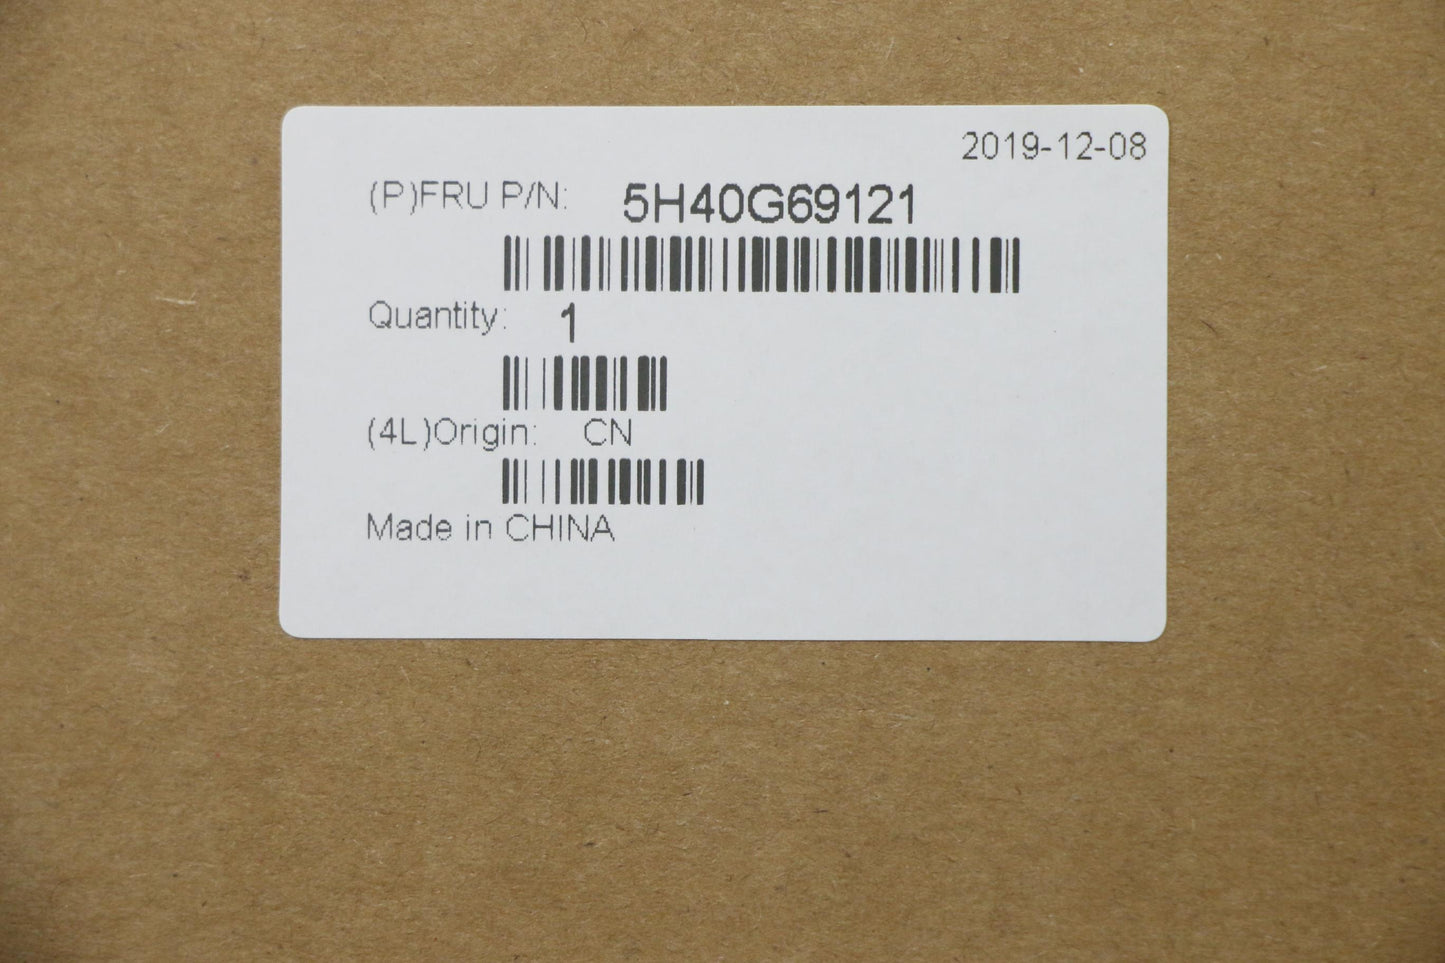 2019-12-08
(P)FRU P/N: 5H40G69121
Quantity: 1
(4L)Origin: CN
Made in CHINA